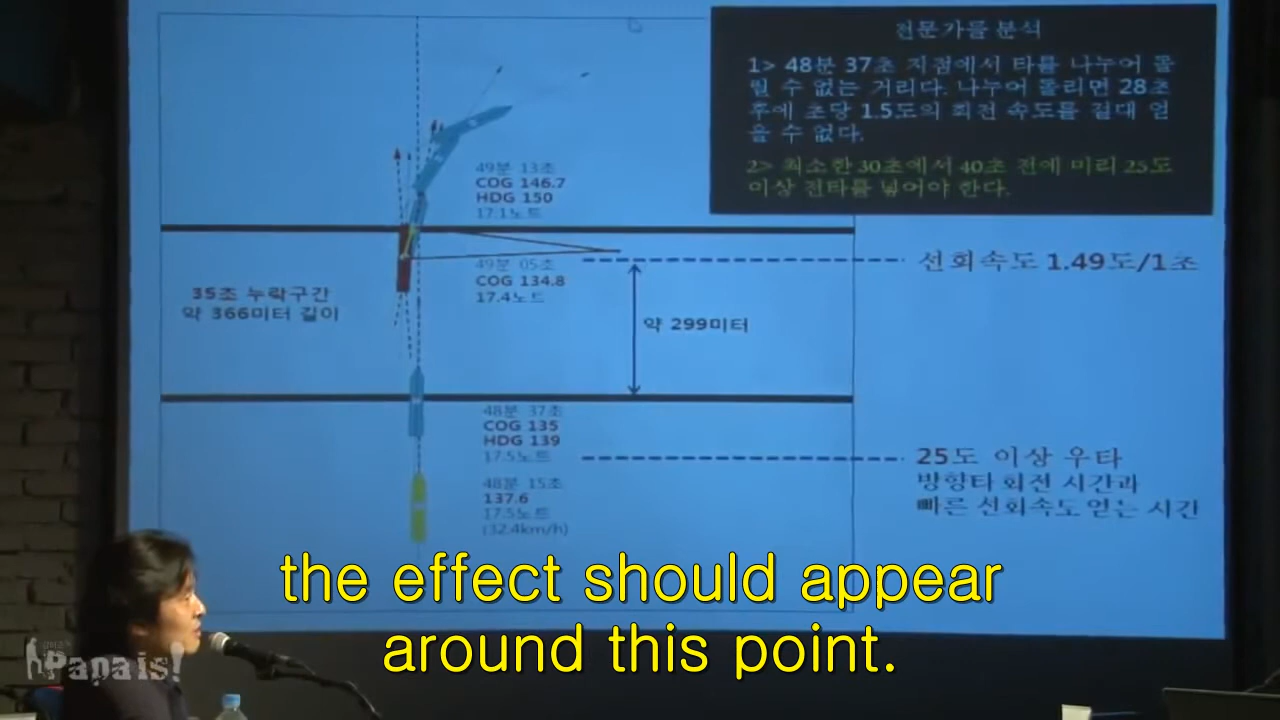 전문가들 분석
1> 48분 37초 지점에서 타를 나누어 돌
릴 수 없는 거리다. 나누어 돌리면 28초
후에 초당 1.5도의 회전 속도를 절대 얻
을 수 없다.
2> 최소한 30초에서 40초 전에 미리 25도
이상 전타를 넣어야 한다.
49분 13초
COG 146.7
HDG 150
17.1노트
선회속도 1.49도/1초
49분 05초
COG 134.8
17.4노트
35초 누락구간
약 366미터 길이
약 299미터
48분 37초
COG 135
HDG 139
17.5노트
25도 이상 우타
방향타 회전 시간과
빠른 선회속도 얻는 시간
48분 15초
137.6
17.5노트
(32.4km/h)
the effect should appear
around this point.
Papa is!